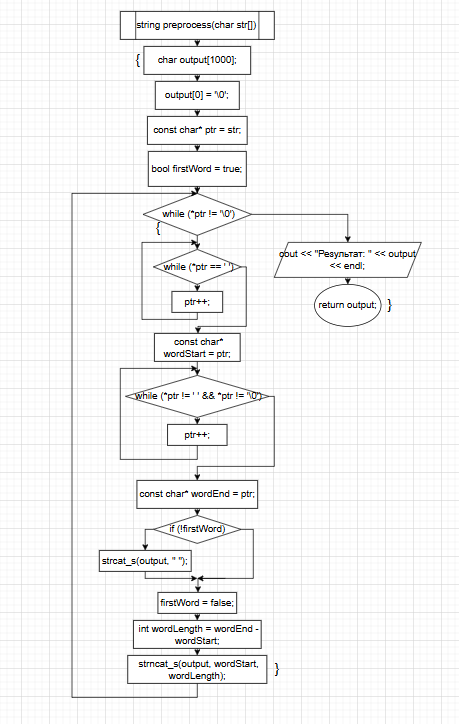 string preprocess(char str[])
{
char output[1000];
output[0] = '\0';
const char* ptr = str;
bool firstWord = true;
while (*ptr != '\0')
{
cout << "Результат: " << output
<< endl;
while (*ptr == ' ')
ptr++;
return output;
}
const char*
wordStart = ptr;
while (*ptr != ' ' && *ptr != '\0')
ptr++;
const char* wordEnd = ptr;
if (!firstWord)
strcat_s(output, " ");
firstWord = false;
int wordLength = wordEnd -
wordStart;
strncat_s(output, wordStart,
wordLength);
}